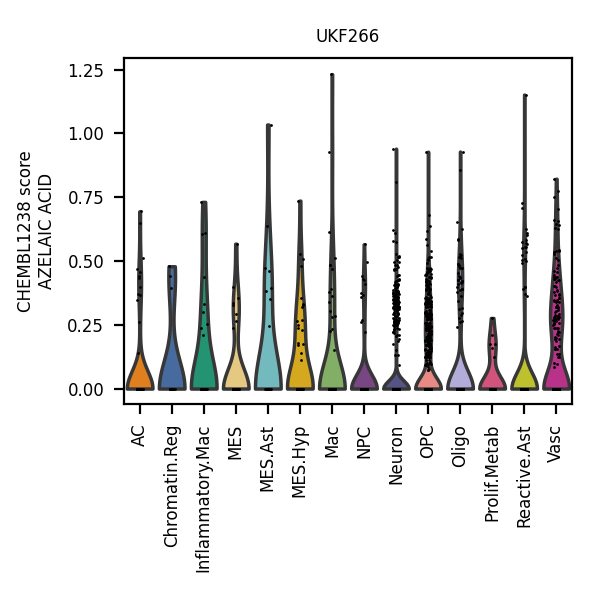 UKF266
CHEMBL1238 score
AZELAIC ACID
1.25
1.00
0.75
0.50
0.25
0.00
AC
Chromatin.Reg
Inflammatory.Mac
MES
MES.Ast
MES.Hyp
Mac
NPC
Neuron
OPC
Oligo
Prolif.Metab
Reactive.Ast
Vasc